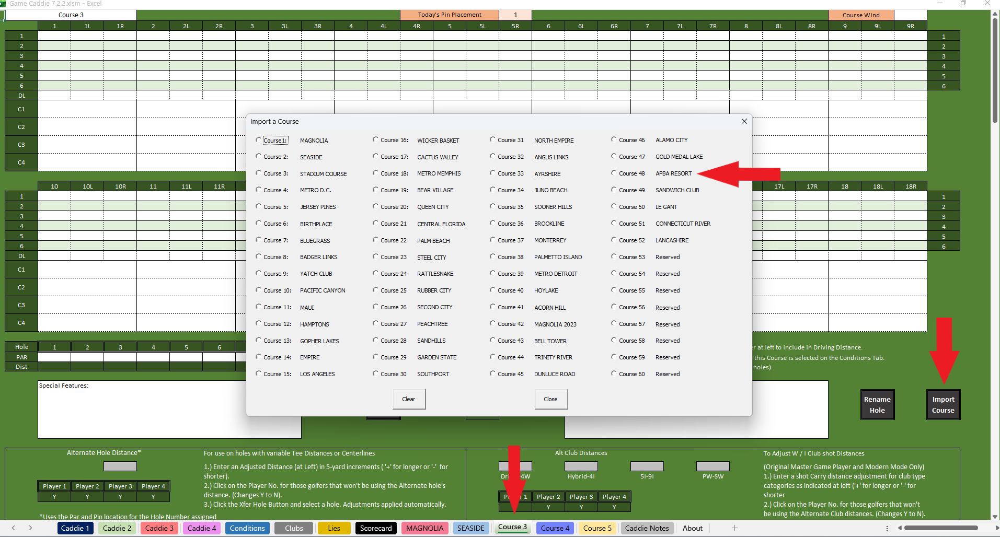 Game Caddie 7.2.2.xlsm - Excel
Course 3 Today's Pin Placement 1 Course Wind
1 1L 1R 2 2L 2R 3 3L 3R 4 4L 4R 5 5L 5R 6 6L 6R 7 7L 7R 8 8L 8R 9 9L 9R
1 1
2 2
3 3
4 4
5 5
6 6
DL
C1
C2
C3
C4
10 10L 10R 11 11L 11R 17L 17R 18 18L 18R
1 1
2 2
3 3
4 4
5 5
6 6
DL
C1
C2
C3
C4
Hole 1 2 3 4 5 6
PAR
Dist
r at left to include in Driving Distance.
this Course is selected on the Conditions Tab.
holes)
Import a Course
Course1: MAGNOLIA
Course 2: SEASIDE
Course 3: STADIUM COURSE
Course 4: METRO D.C.
Course 5: JERSEY PINES
Course 6: BIRTHPLACE
Course 7: BLUEGRASS
Course 8: BADGER LINKS
Course 9: YATCH CLUB
Course 10: PACIFIC CANYON
Course 11: MAUI
Course 12: HAMPTONS
Course 13: GOPHER LAKES
Course 14: EMPIRE
Course 15: LOS ANGELES
Course 16: WICKER BASKET
Course 17: CACTUS VALLEY
Course 18: METRO MEMPHIS
Course 19: BEAR VILLAGE
Course 20: QUEEN CITY
Course 21 CENTRAL FLORIDA
Course 22 PALM BEACH
Course 23 STEEL CITY
Course 24 RATTLESNAKE
Course 25 RUBBER CITY
Course 26 SECOND CITY
Course 27 PEACHTREE
Course 28 SANDHILLS
Course 29 GARDEN STATE
Course 30 SOUTHPORT
Course 31 NORTH EMPIRE
Course 32 ANGUS LINKS
Course 33 AYRSHIRE
Course 34 JUNO BEACH
Course 35 SOONER HILLS
Course 36 BROOKLINE
Course 37 MONTERREY
Course 38 PALMETTO ISLAND
Course 39 METRO DETROIT
Course 40 HOYLAKE
Course 41 ACORN HILL
Course 42 MAGNOLIA 2023
Course 43 BELL TOWER
Course 44 TRINITY RIVER
Course 45 DUNLUCE ROAD
Course 46 ALAMO CITY
Course 47 GOLD MEDAL LAKE
Course 48 APBA RESORT
Course 49 SANDWICH CLUB
Course 50 LE GANT
Course 51 CONNECTICUT RIVER
Course 52 LANCASHIRE
Course 53 Reserved
Course 54 Reserved
Course 55 Reserved
Course 56 Reserved
Course 57 Reserved
Course 58 Reserved
Course 59 Reserved
Course 60 Reserved
Clear Close
Special Features:
Rename
Hole
Import
Course
Alternate Hole Distance*
Player 1 Player 2 Player 3 Player 4
Y Y Y Y
*Uses the Par and Pin location for the Hole Number assigned
For use on holes with variable Tee Distances or Centerlines
1.) Enter an Adjusted Distance (at Left) in 5-yard increments ( '+' for longer or '-' for
shorter).
2.) Click on the Player No. for those golfers that won't be using the Alternate hole's
distance. (Changes Y to N).
3.) Click the Xfer Hole Button and select a hole. Adjustments applied automatically.
Alt Club Distances
Dri 4W Hybrid-4I 5I-9I PW-SW
P 1 Player 2 Player 3 Player 4
Y Y Y
To Adjust W / I Club shot Distances
(Original Master Game Player and Modern Mode Only)
1.) Enter a shot Carry distance adjustment for club type
categories as indicated at left ('+' for longer or '-' for
shorter
2.) Click on the Player No. for those golfers that won't
be using the Alternate Club distances. (Changes Y to N).
Caddie 1 Caddie 2 Caddie 3 Caddie 4 Conditions Clubs Lies Scorecard MAGNOLIA SEASIDE Course 3 Course 4 Course 5 Caddie Notes About